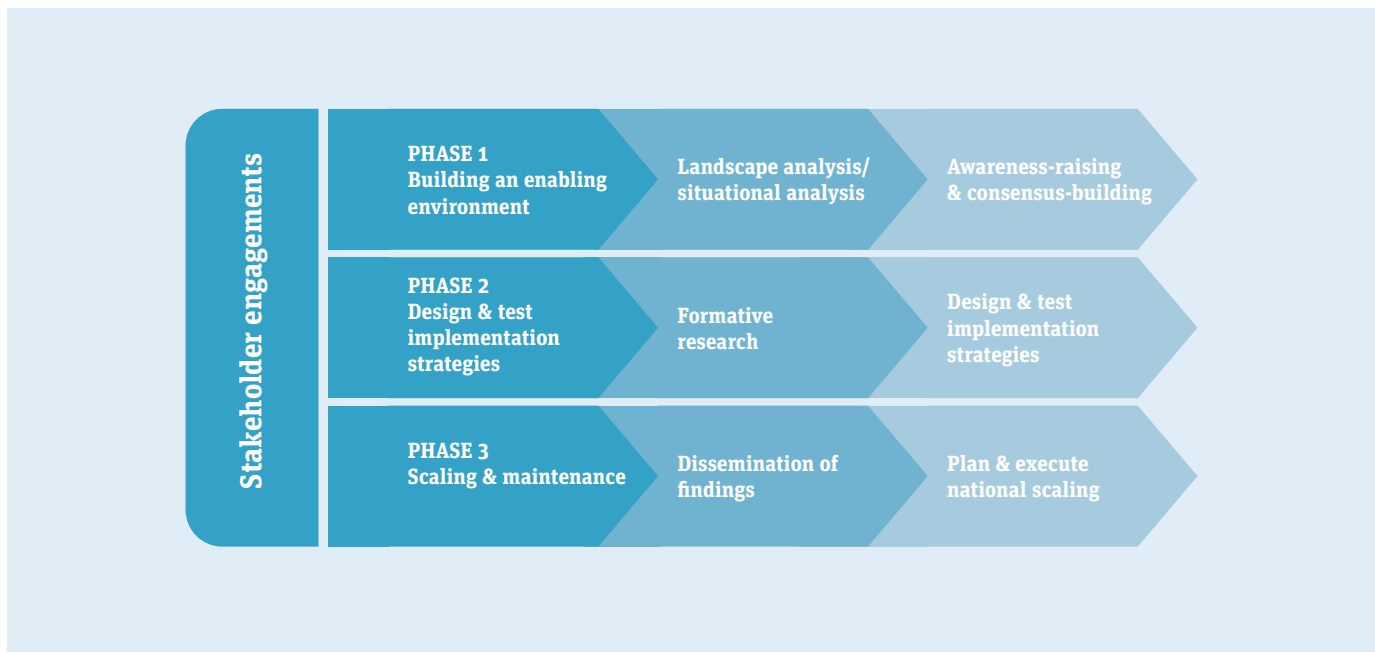 Stakeholder engagements
PHASE 1
Building an enabling
environment
Landscape analysis/
situational analysis
Awareness-raising
& consensus-building
PHASE 2
Design & test
implementation
strategies
Formative
research
Design & test
implementation
strategies
PHASE 3
Scaling & maintenance
Dissemination of
findings
Plan & execute
national scaling